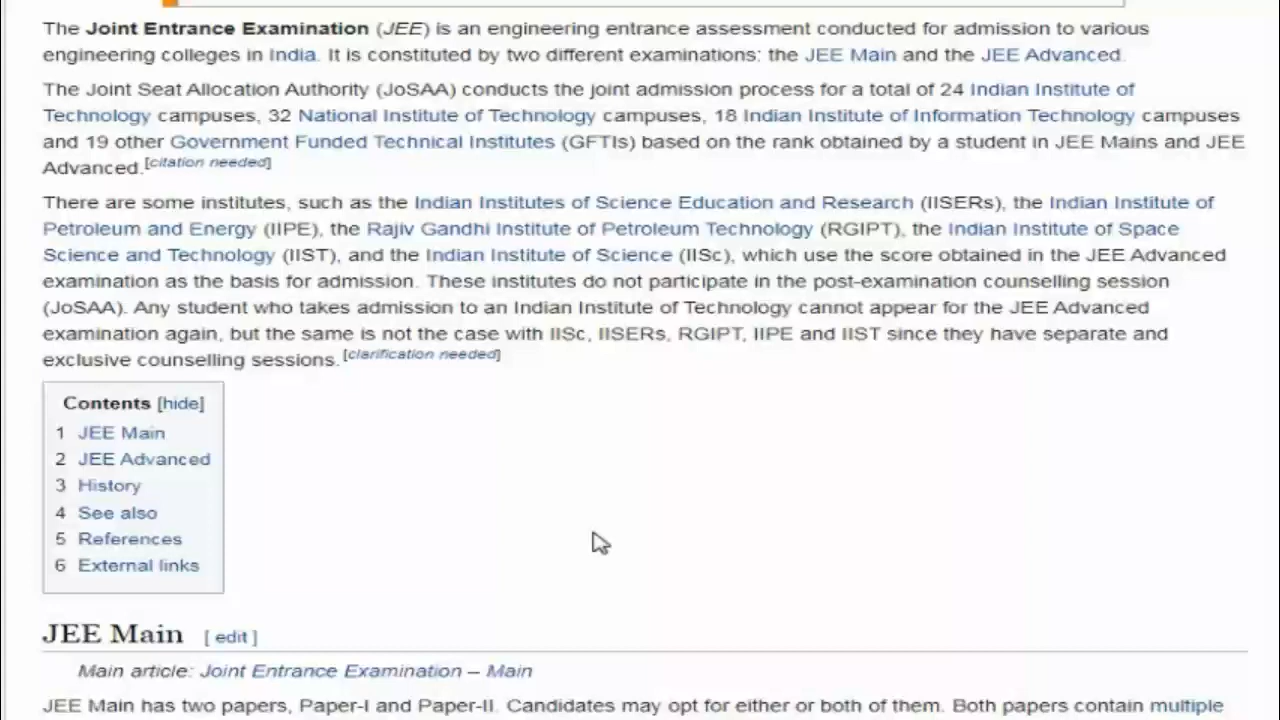 The Joint Entrance Examination (JEE) is an engineering entrance assessment conducted for admission to various
engineering colleges in India. It is constituted by two different examinations: the JEE Main and the JEE Advanced.
The Joint Seat Allocation Authority (JoSAA) conducts the joint admission process for a total of 24 Indian Institute of
Technology campuses, 32 National Institute of Technology campuses, 18 Indian Institute of Information Technology campuses
and 19 other Government Funded Technical Institutes (GFTIs) based on the rank obtained by a student in JEE Mains and JEE
Advanced.[citation needed]
There are some institutes, such as the Indian Institutes of Science Education and Research (IISERs), the Indian Institute of
Petroleum and Energy (IIPE), the Rajiv Gandhi Institute of Petroleum Technology (RGIPT), the Indian Institute of Space
Science and Technology (IIST), and the Indian Institute of Science (IISc), which use the score obtained in the JEE Advanced
examination as the basis for admission. These institutes do not participate in the post-examination counselling session
(JoSAA). Any student who takes admission to an Indian Institute of Technology cannot appear for the JEE Advanced
examination again, but the same is not the case with IISc, IISERs, RGIPT, IIPE and IIST since they have separate and
exclusive counselling sessions.[clarification needed]
Contents [hide]
1 JEE Main
2 JEE Advanced
3 History
4 See also
5 References
6 External links
JEE Main [ edit ]
Main article: Joint Entrance Examination – Main
JEE Main has two papers, Paper-I and Paper-II. Candidates may opt for either or both of them. Both papers contain multiple